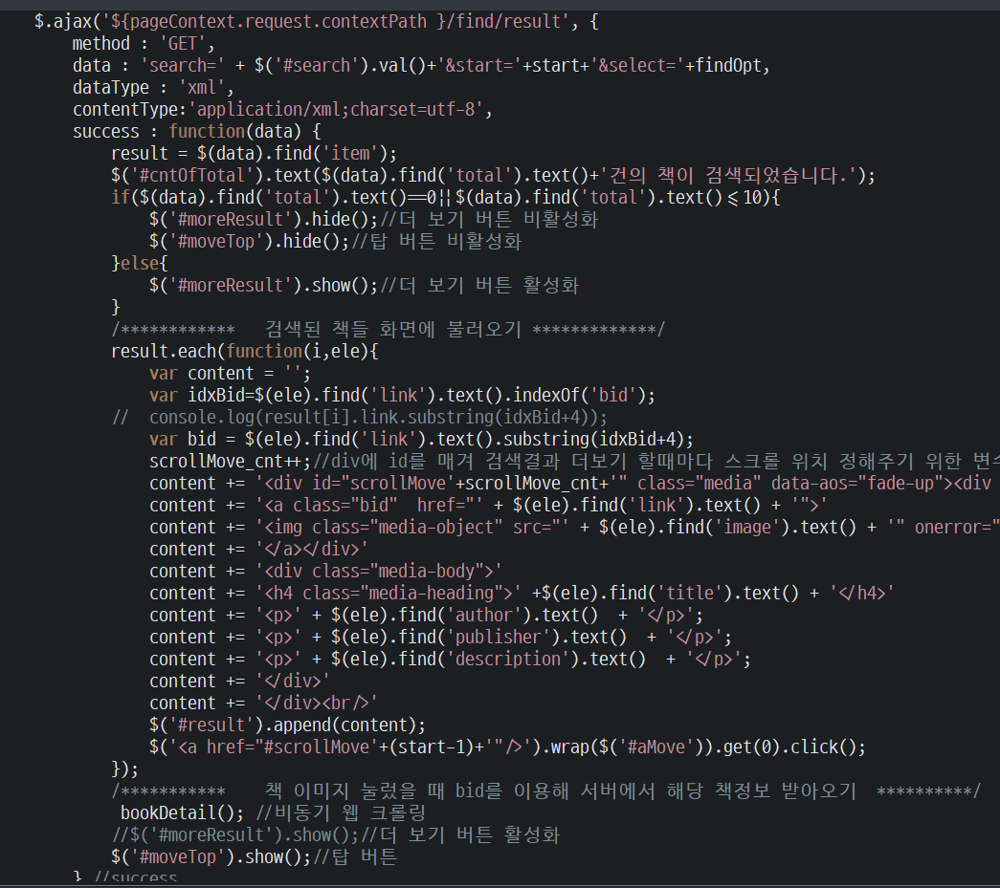 $.ajax('${pageContext.request.contextPath }/find/result', {
method : 'GET',
data : 'search=' + $('#search').val()+'&start='+start+'&select='+findOpt,
dataType : 'xml',
contentType:'application/xml;charset=utf-8',
success : function(data) {
result = $(data).find('item');
$('#cntOfTotal').text($(data).find('total').text()+'건의 책이 검색되었습니다.');
if($(data).find('total').text()==0||$(data).find('total').text()<=10){
$('#moreResult').hide();//더 보기 버튼 비활성화
$('#moveTop').hide();//탑 버튼 비활성화
}else{
$('#moreResult').show();//더 보기 버튼 활성화
}
/************ 검색된 책들 화면에 불러오기 *************/
result.each(function(i,ele){
var content = '';
var idxBid=$(ele).find('link').text().indexOf('bid');
// console.log(result[i].link.substring(idxBid+4));
var bid = $(ele).find('link').text().substring(idxBid+4);
scrollMove_cnt++;//div에 id를 매겨 검색결과 더보기 할때마다 스크롤 위치 정해주기 위한 변수
content += '<div id="scrollMove'+scrollMove_cnt+'" class="media" data-aos="fade-up"><div
content += '<a class="bid"  href="' + $(ele).find('link').text() + '">'
content += '<img class="media-object" src="' + $(ele).find('image').text() + '" onerror="
content += '</a></div>'
content += '<div class="media-body">'
content += '<h4 class="media-heading">' +$(ele).find('title').text() + '</h4>'
content += '<p>' + $(ele).find('author').text()  + '</p>';
content += '<p>' + $(ele).find('publisher').text()  + '</p>';
content += '<p>' + $(ele).find('description').text()  + '</p>';
content += '</div>'
content += '</div><br/>'
$('#result').append(content);
$('<a href="#scrollMove'+(start-1)+'"/>').wrap($('#aMove')).get(0).click();
});
/*********** 책 이미지 눌렀을 때 bid를 이용해 서버에서 해당 책정보 받아오기 **********/
bookDetail(); //비동기 웹 크롤링
//$('#moreResult').show();//더 보기 버튼 활성화
$('#moveTop').show();//탑 버튼
} //success